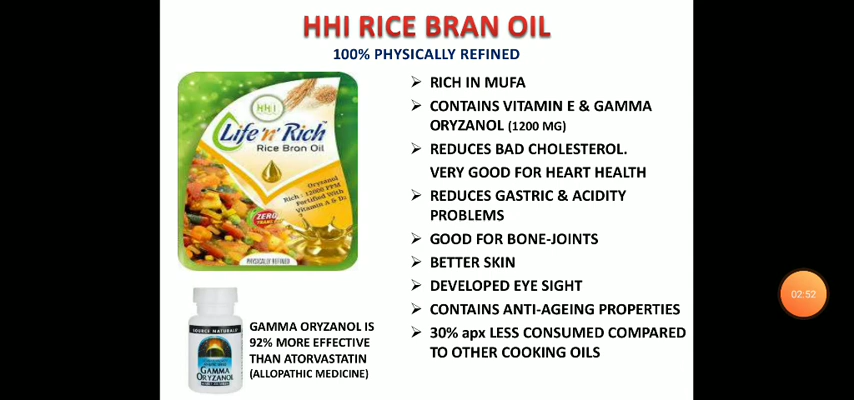 HHI RICE BRAN OIL
100% PHYSICALLY REFINED
HHI
Life 'n' Rich
Rice Bran Oil
Oryzanol
Rich : 12000 PPM
Fortified With
Vitamin A & D2
ZERO
TRANS
PHYSICALLY REFINED
➢ RICH IN MUFA
➢ CONTAINS VITAMIN E & GAMMA
ORYZANOL (1200 MG)
➢ REDUCES BAD CHOLESTEROL.
VERY GOOD FOR HEART HEALTH
➢ REDUCES GASTRIC & ACIDITY
PROBLEMS
➢ GOOD FOR BONE-JOINTS
➢ BETTER SKIN
➢ DEVELOPED EYE SIGHT
➢ CONTAINS ANTI-AGEING PROPERTIES
➢ 30% apx LESS CONSUMED COMPARED
TO OTHER COOKING OILS
SOURCE NATURALS
GAMMA
ORYZANOL
GAMMA ORYZANOL IS
92% MORE EFFECTIVE
THAN ATORVASTATIN
(ALLOPATHIC MEDICINE)
02:52